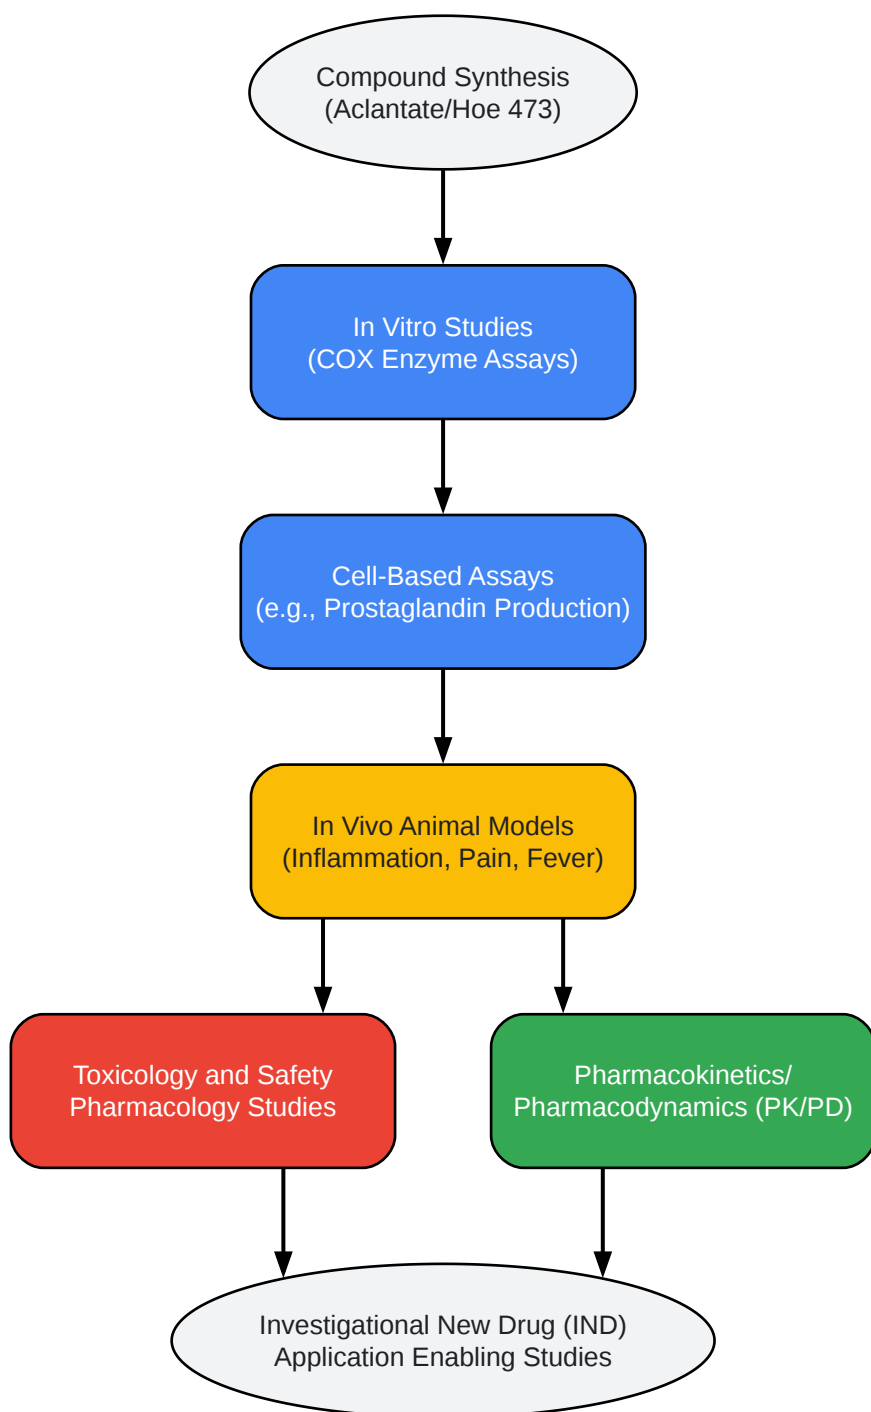 Compound Synthesis
(Aclantate/Hoe 473)
In Vitro Studies
(COX Enzyme Assays)
Cell-Based Assays
(e.g., Prostaglandin Production)
In Vivo Animal Models
(Inflammation, Pain, Fever)
Toxicology and Safety
Pharmacology Studies
Pharmacokinetics/
Pharmacodynamics (PK/PD)
Investigational New Drug (IND)
Application Enabling Studies